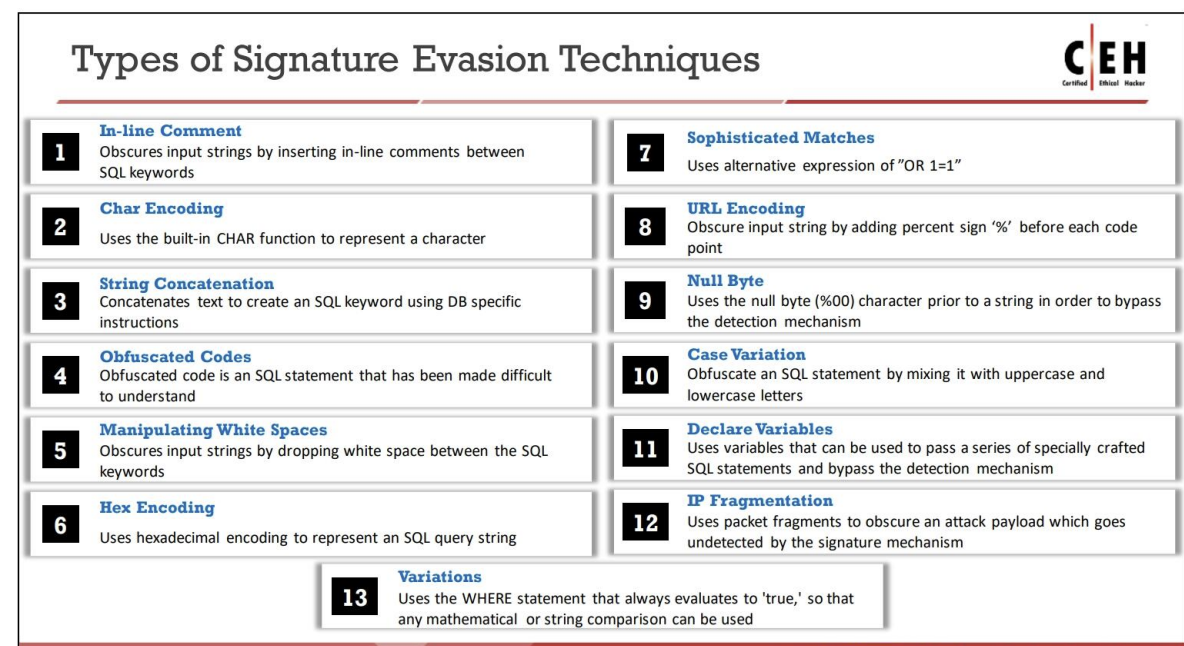 Types of Signature Evasion Techniques
C|EH
Certified Ethical Hacker
1
In-line Comment
Obscures input strings by inserting in-line comments between
SQL keywords
2
Char Encoding
Uses the built-in CHAR function to represent a character
3
String Concatenation
Concatenates text to create an SQL keyword using DB specific
instructions
4
Obfuscated Codes
Obfuscated code is an SQL statement that has been made difficult
to understand
5
Manipulating White Spaces
Obscures input strings by dropping white space between the SQL
keywords
6
Hex Encoding
Uses hexadecimal encoding to represent an SQL query string
7
Sophisticated Matches
Uses alternative expression of ”OR 1=1”
8
URL Encoding
Obscure input string by adding percent sign ‘%’ before each code
point
9
Null Byte
Uses the null byte (%00) character prior to a string in order to bypass
the detection mechanism
10
Case Variation
Obfuscate an SQL statement by mixing it with uppercase and
lowercase letters
11
Declare Variables
Uses variables that can be used to pass a series of specially crafted
SQL statements and bypass the detection mechanism
12
IP Fragmentation
Uses packet fragments to obscure an attack payload which goes
undetected by the signature mechanism
13
Variations
Uses the WHERE statement that always evaluates to 'true,' so that
any mathematical or string comparison can be used